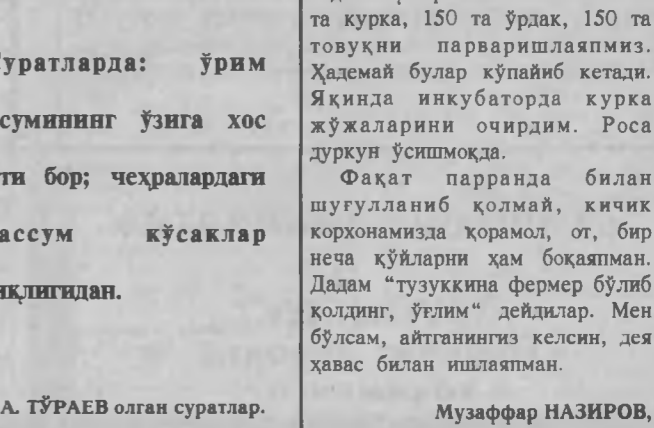 Суратларда: ўрим
сумининг ўзига хос
ти бор; чеҳралардаги
ассум кўсаклар
иқлигидан.
А. ТЎРАЕВ олган суратлар.
та курка, 150 та ўрдак, 150 та
товуқни парваришлаяпмиз.
Ҳадемай булар кўпайиб кетади.
Яқинда инкубаторда курка
жўжаларини очирдим. Роса
дуркун ўсишмоқда.
Фақат парранда билан
шуғулланиб қолмай, кичик
корхонамизда қорамол, от, бир
неча қўйларни ҳам боқаяпман.
Дадам “тузуккина фермер бўлиб
қолдинг, ўғлим“ дейдилар. Мен
бўлсам, айтганингиз келсин, дея
ҳавас билан ишлаяпман.
Музаффар НАЗИРОВ,